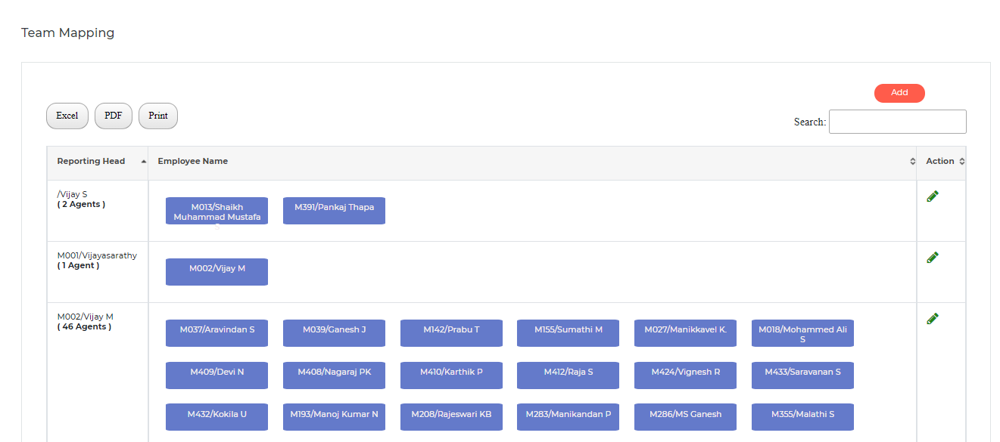 Team Mapping
Add
Excel PDF Print
Search:
Reporting Head Employee Name Action
/Vijay S
( 2 Agents )
M013/Shaikh
Muhammad Mustafa
S
M391/Pankaj Thapa
M001/Vijayasarathy
( 1 Agent )
M002/Vijay M
M002/Vijay M
( 46 Agents )
M037/Aravindan S
M039/Ganesh J
M142/Prabu T
M155/Sumathi M
M027/Manikkavel K.
M018/Mohammed Ali
S
M409/Devi N
M408/Nagaraj PK
M410/Karthik P
M412/Raja S
M424/Vignesh R
M433/Saravanan S
M432/Kokila U
M193/Manoj Kumar N
M208/Rajeswari KB
M283/Manikandan P
M286/MS Ganesh
M355/Malathi S